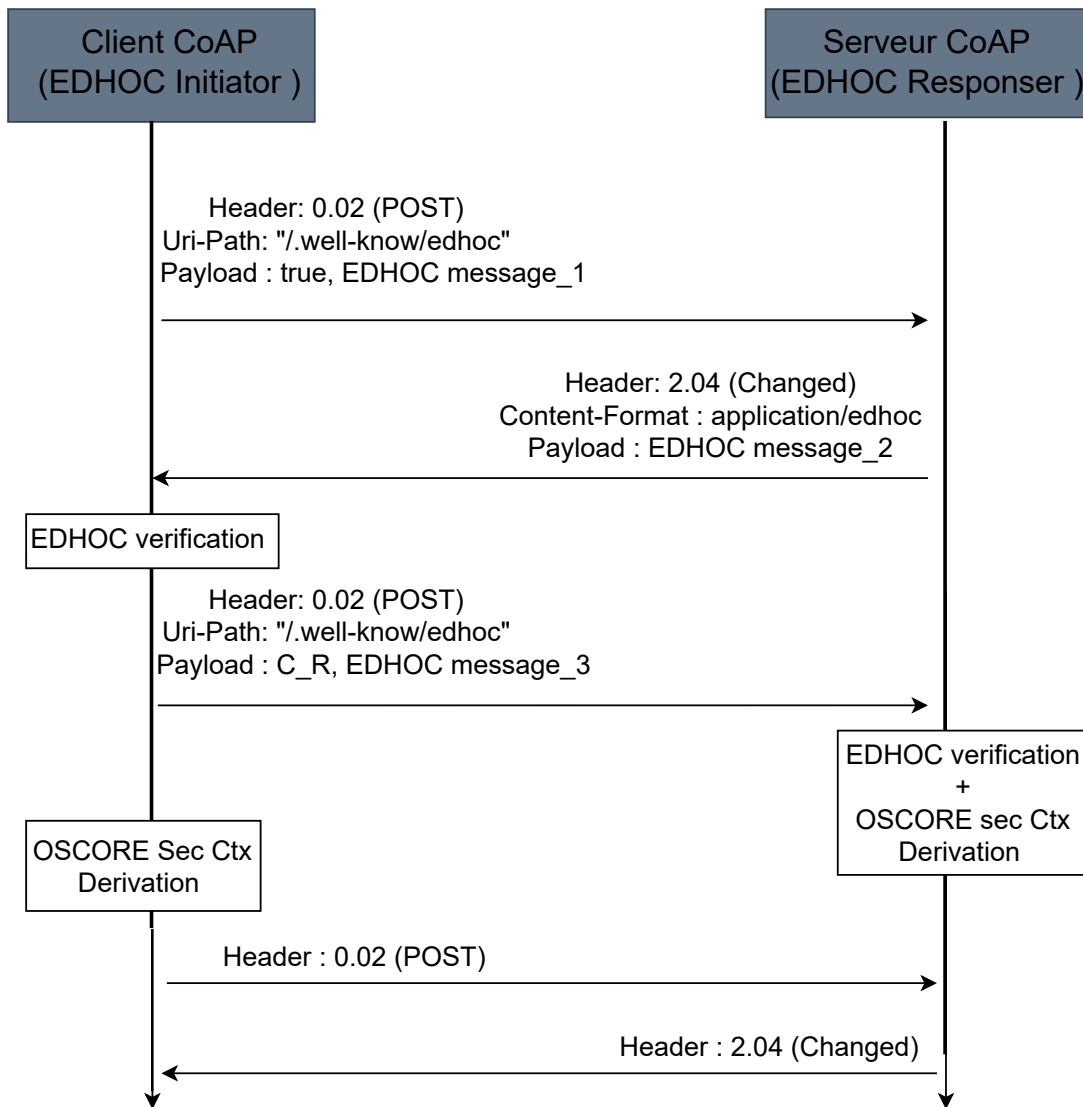 Client CoAP
(EDHOC Initiator )
Serveur CoAP
(EDHOC Responser )
Header: 0.02 (POST)
Uri-Path: "/.well-know/edhoc"
Payload : true, EDHOC message_1
Header: 2.04 (Changed)
Content-Format : application/edhoc
Payload : EDHOC message_2
EDHOC verification
Header: 0.02 (POST)
Uri-Path: "/.well-know/edhoc"
Payload : C_R, EDHOC message_3
EDHOC verification
+
OSCORE sec Ctx
Derivation
OSCORE Sec Ctx
Derivation
Header : 0.02 (POST)
Header : 2.04 (Changed)